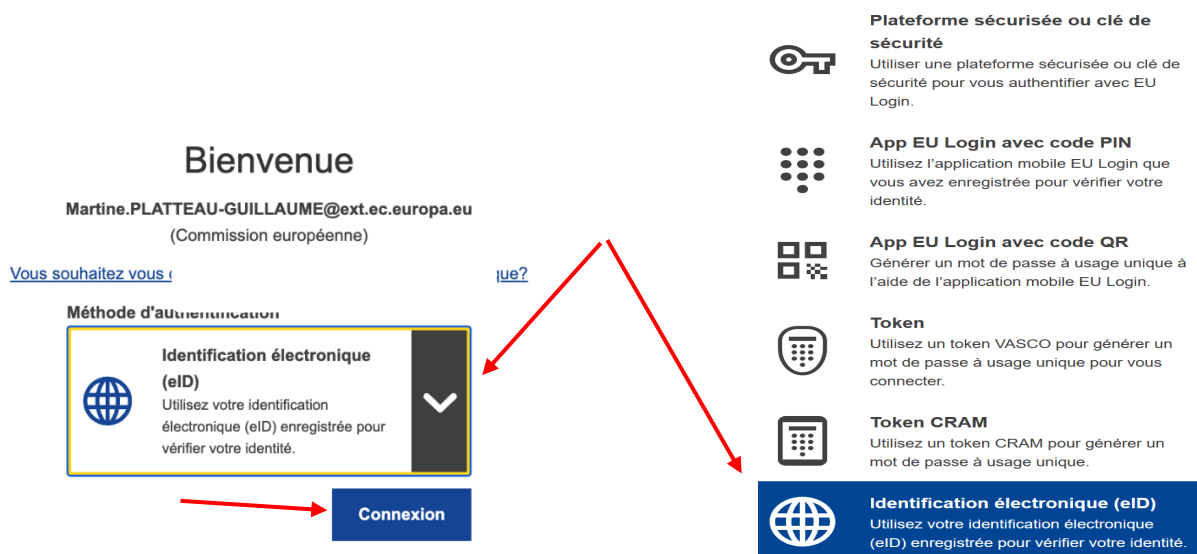 Bienvenue
Martine.PLATTEAU-GUILLAUME@ext.ec.europa.eu
(Commission européenne)
Vous souhaitez vous
Méthode d'authentification
Identification électronique
(eID)
Utilisez votre identification
électronique (eID) enregistrée pour
vérifier votre identité.
Connexion
Plateforme sécurisée ou clé de
sécurité
Utiliser une plateforme sécurisée ou clé de
sécurité pour vous authentifier avec EU
Login.
App EU Login avec code PIN
Utilisez l'application mobile EU Login que
vous avez enregistrée pour vérifier votre
identité.
App EU Login avec code QR
Générer un mot de passe à usage unique à
l'aide de l'application mobile EU Login.
Token
Utilisez un token VASCO pour générer un
mot de passe à usage unique pour vous
connecter.
Token CRAM
Utilisez un token CRAM pour générer un
mot de passe à usage unique.
Identification électronique (eID)
Utilisez votre identification électronique
(eID) enregistrée pour vérifier votre identité.